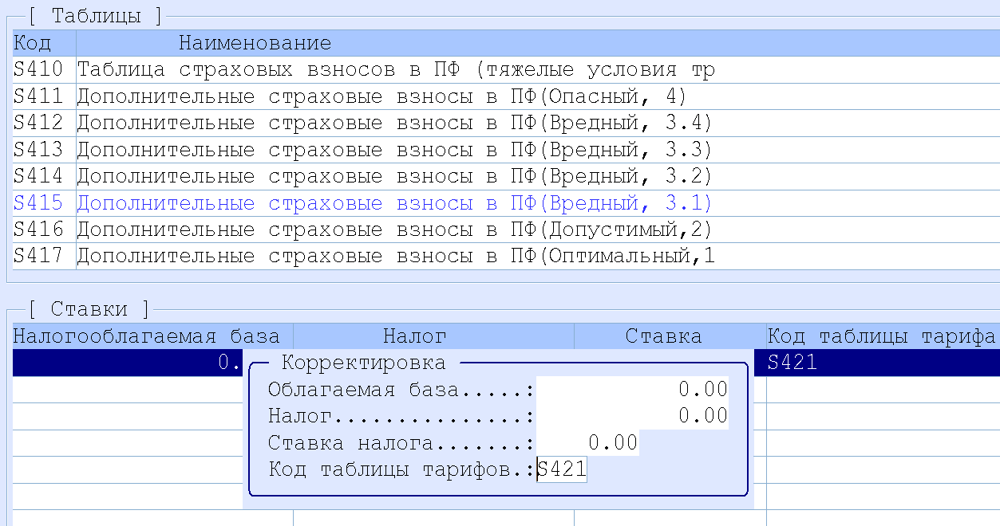 [ Таблицы ]
Код Наименование
S410 Таблица страховых взносов в ПФ (тяжелые условия тр
S411 Дополнительные страховые взносы в ПФ(Опасный, 4)
S412 Дополнительные страховые взносы в ПФ(Вредный, 3.4)
S413 Дополнительные страховые взносы в ПФ(Вредный, 3.3)
S414 Дополнительные страховые взносы в ПФ(Вредный, 3.2)
S415 Дополнительные страховые взносы в ПФ(Вредный, 3.1)
S416 Дополнительные страховые взносы в ПФ(Допустимый,2)
S417 Дополнительные страховые взносы в ПФ(Оптимальный,1
[ Ставки ]
Налогооблагаемая база Налог Ставка Код таблицы тарифа
0. S421
Корректировка
Облагаемая база.....: 0.00
Налог...............: 0.00
Ставка налога.......: 0.00
Код таблицы тарифов.:S421